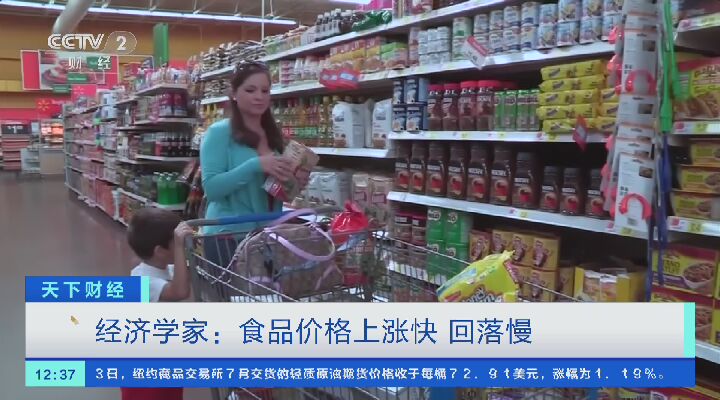 CCTV 2
财经
天下财经
经济学家：食品价格上涨快 回落慢
12:37
3日，纽约商品交易所7月交货的轻质原油期货价格收于每桶72．91美元，涨幅为1．19%。